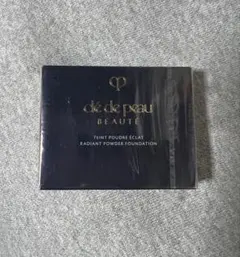 clé de peau
BEAUTÉ
TEINT POUDRE ÉCLAT
RADIANT POWDER FOUNDATION